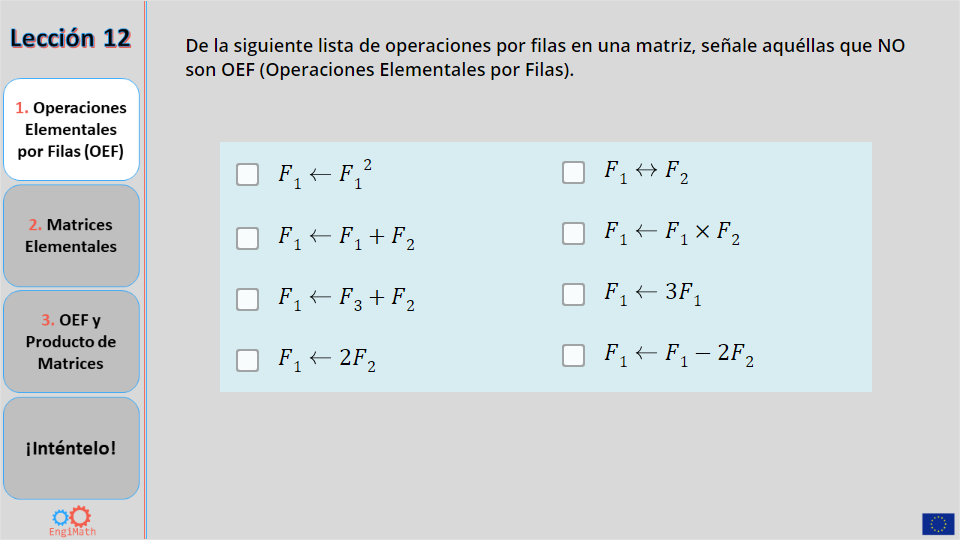 Lección 12
1. Operaciones
Elementales
por Filas (OEF)
2. Matrices
Elementales
3. OEF y
Producto de
Matrices
¡Inténtelo!
EngiMath
De la siguiente lista de operaciones por filas en una matriz, señale aquéllas que NO
son OEF (Operaciones Elementales por Filas).
F₁ ← F₁²
F₁ ← F₁ + F₂
F₁ ← F₃ + F₂
F₁ ← 2F₂
F₁ ↔ F₂
F₁ ← F₁ × F₂
F₁ ← 3F₁
F₁ ← F₁ − 2F₂